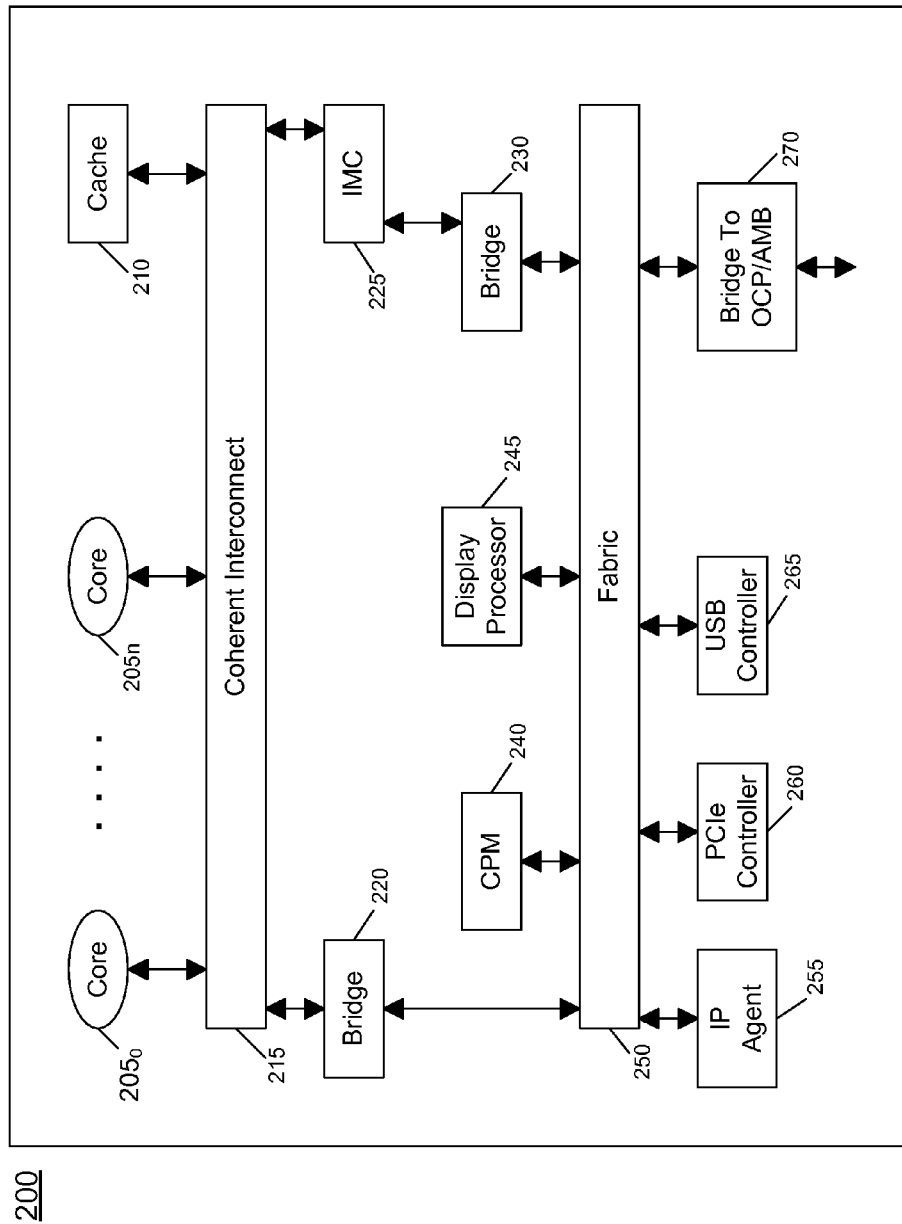 200
Core
205₀
. . . .
Core
205n
Cache
210
Coherent Interconnect
215
Bridge
220
IMC
225
Bridge
230
CPM
240
Display
Processor
245
Fabric
250
IP
Agent
255
PCIe
Controller
260
USB
Controller
265
Bridge To
OCP/AMB
270